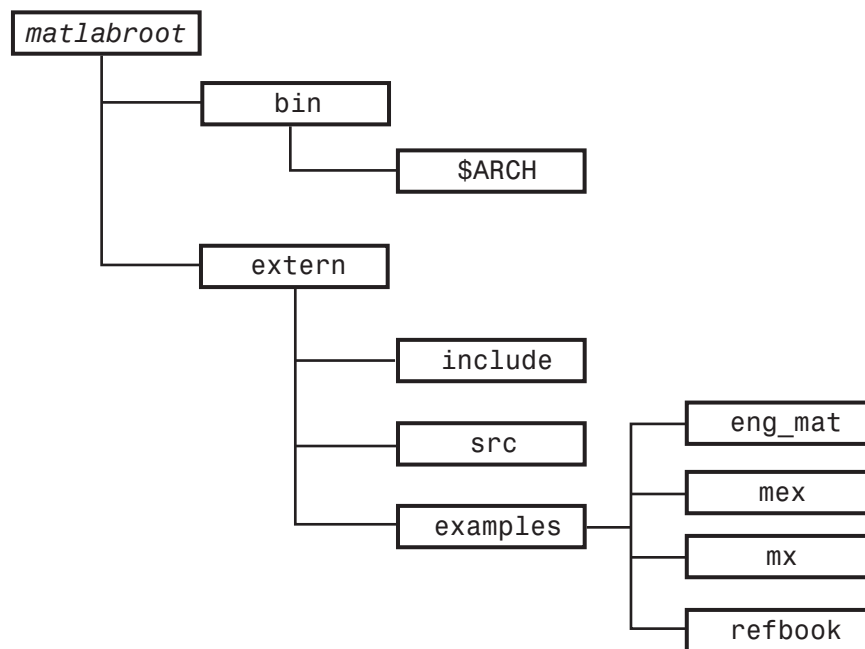 matlabroot
bin
$ARCH
extern
include
src
examples
eng_mat
mex
mx
refbook